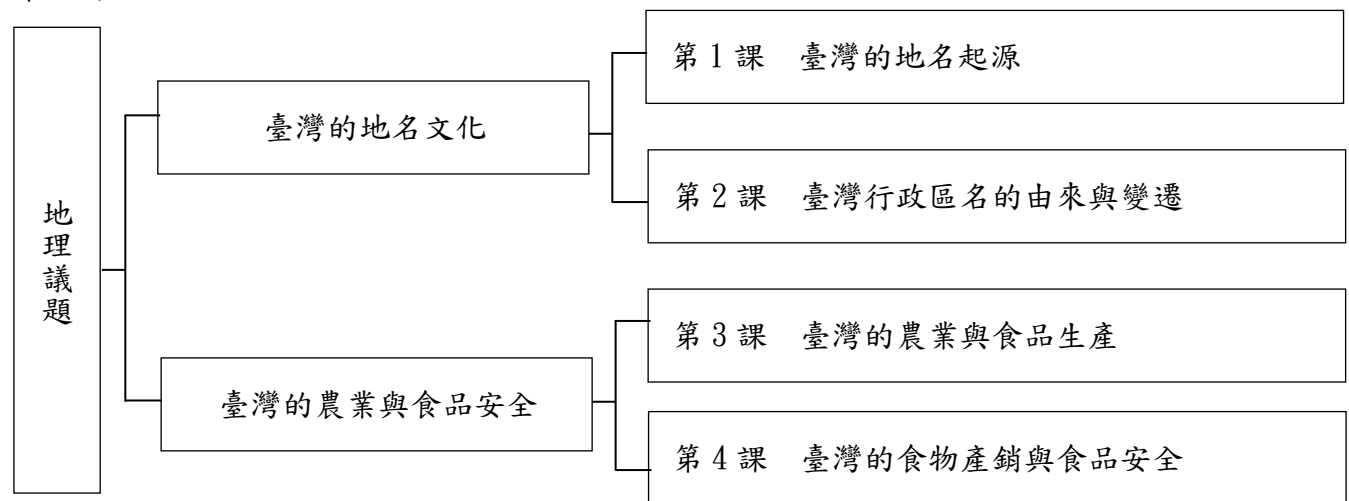 地理議題
臺灣的地名文化
第1課 臺灣的地名起源
第2課 臺灣行政區名的由來與變遷
臺灣的農業與食品安全
第3課 臺灣的農業與食品生產
第4課 臺灣的食物產銷與食品安全